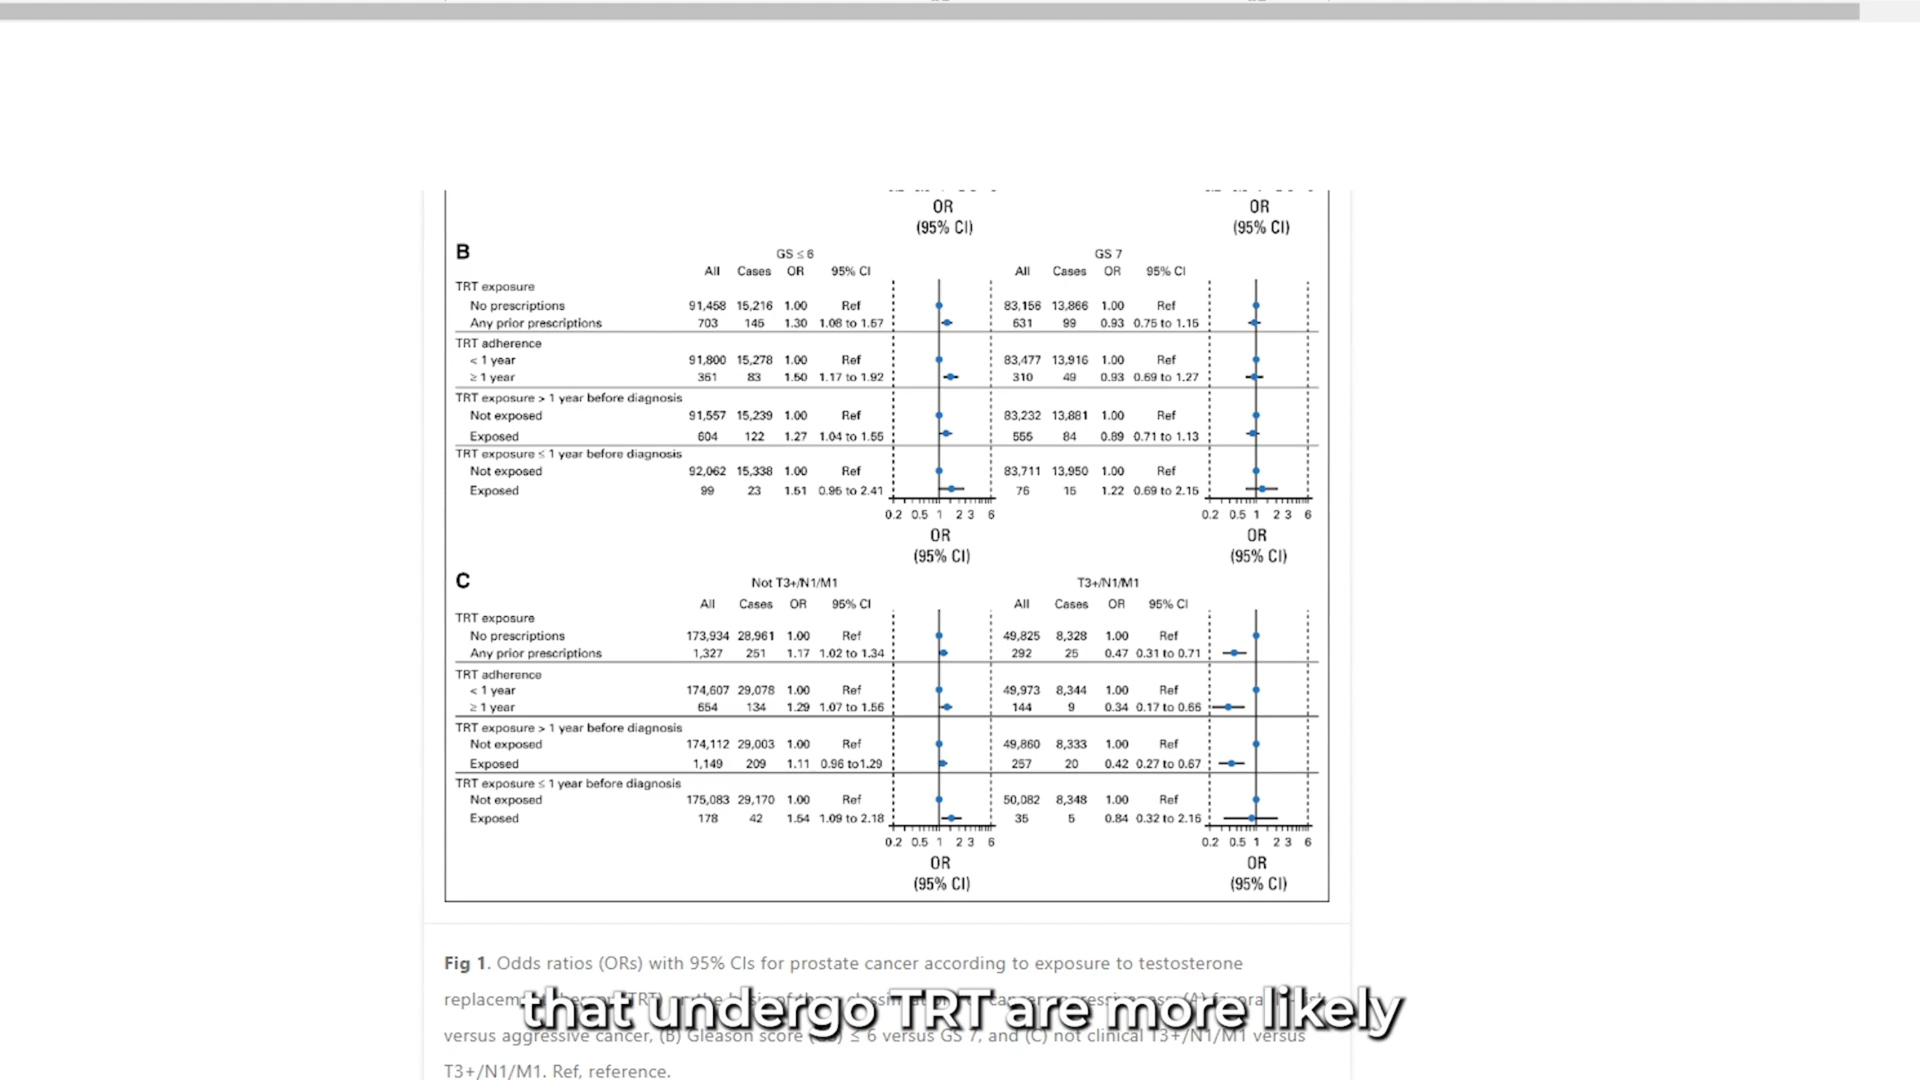 OR OR
(95% CI) (95% CI)
B
GS ≤ 6 GS 7
All Cases OR 95% CI All Cases OR 95% CI
TRT exposure
No prescriptions 91,458 15,216 1.00 Ref 83,156 13,866 1.00 Ref
Any prior prescriptions 703 145 1.30 1.08 to 1.57 631 99 0.93 0.75 to 1.15
TRT adherence
< 1 year 91,800 15,278 1.00 Ref 83,477 13,916 1.00 Ref
≥ 1 year 361 83 1.50 1.17 to 1.92 310 49 0.93 0.69 to 1.27
TRT exposure > 1 year before diagnosis
Not exposed 91,557 15,239 1.00 Ref 83,232 13,881 1.00 Ref
Exposed 604 122 1.27 1.04 to 1.55 555 84 0.89 0.71 to 1.13
TRT exposure ≤ 1 year before diagnosis
Not exposed 92,062 15,338 1.00 Ref 83,711 13,950 1.00 Ref
Exposed 99 23 1.51 0.95 to 2.41 76 15 1.22 0.69 to 2.15
0.2 0.5 1 2 3 6 0.2 0.5 1 2 3 6
OR OR
(95% CI) (95% CI)
C
Not T3+/N1/M1 T3+/N1/M1
All Cases OR 95% CI All Cases OR 95% CI
TRT exposure
No prescriptions 173,934 28,961 1.00 Ref 49,825 8,328 1.00 Ref
Any prior prescriptions 1,327 251 1.17 1.02 to 1.34 292 25 0.47 0.31 to 0.71
TRT adherence
< 1 year 174,607 29,078 1.00 Ref 49,973 8,344 1.00 Ref
≥ 1 year 654 134 1.29 1.07 to 1.56 144 9 0.34 0.17 to 0.66
TRT exposure > 1 year before diagnosis
Not exposed 174,112 29,003 1.00 Ref 49,860 8,333 1.00 Ref
Exposed 1,149 209 1.11 0.96 to1.29 257 20 0.42 0.27 to 0.67
TRT exposure ≤ 1 year before diagnosis
Not exposed 175,083 29,170 1.00 Ref 50,082 8,348 1.00 Ref
Exposed 178 42 1.54 1.09 to 2.18 35 5 0.84 0.32 to 2.15
0.2 0.5 1 2 3 6 0.2 0.5 1 2 3 6
OR OR
(95% CI) (95% CI)
Fig 1. Odds ratios (ORs) with 95% CIs for prostate cancer according to exposure to testosterone
that undergo TRT are more likely
versus aggressive cancer, (B) Gleason score ≤ 6 versus GS 7, and (C) not clinical T3+/N1/M1 versus
T3+/N1/M1. Ref, reference.